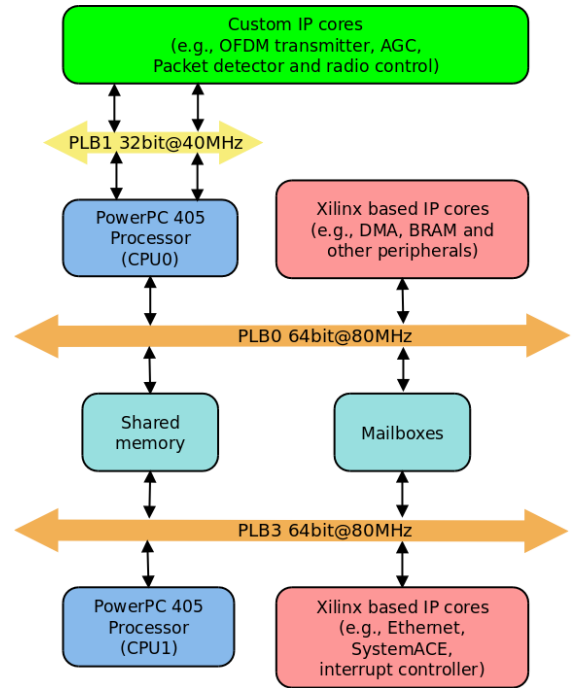 Custom IP cores
(e.g., OFDM transmitter, AGC,
Packet detector and radio control)
PLB1 32bit@40MHz
PowerPC 405
Processor
(CPU0)
Xilinx based IP cores
(e.g., DMA, BRAM and
other peripherals)
PLB0 64bit@80MHz
Shared
memory
Mailboxes
PLB3 64bit@80MHz
PowerPC 405
Processor
(CPU1)
Xilinx based IP cores
(e.g., Ethernet,
SystemACE,
interrupt controller)